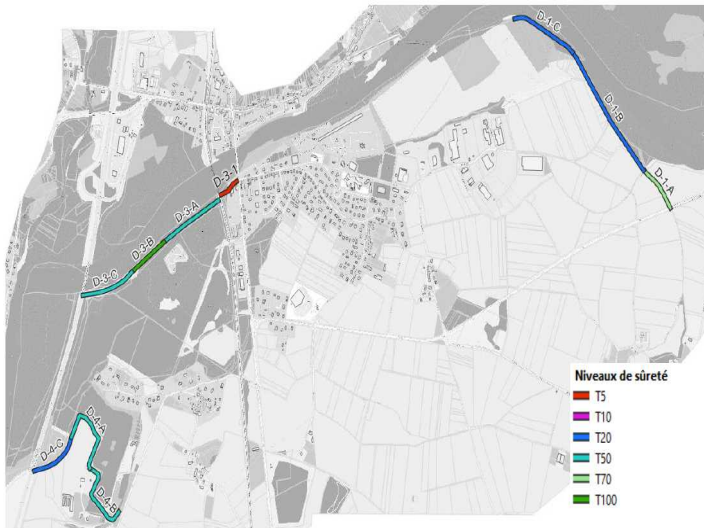 D-1-C
D-1-B
D-1-A
D-3-1
D-3-A
D-3-B
D-3-C
D-4-A
D-4-C
D-4-B
Niveaux de sûreté
T5
T10
T20
T50
T70
T100